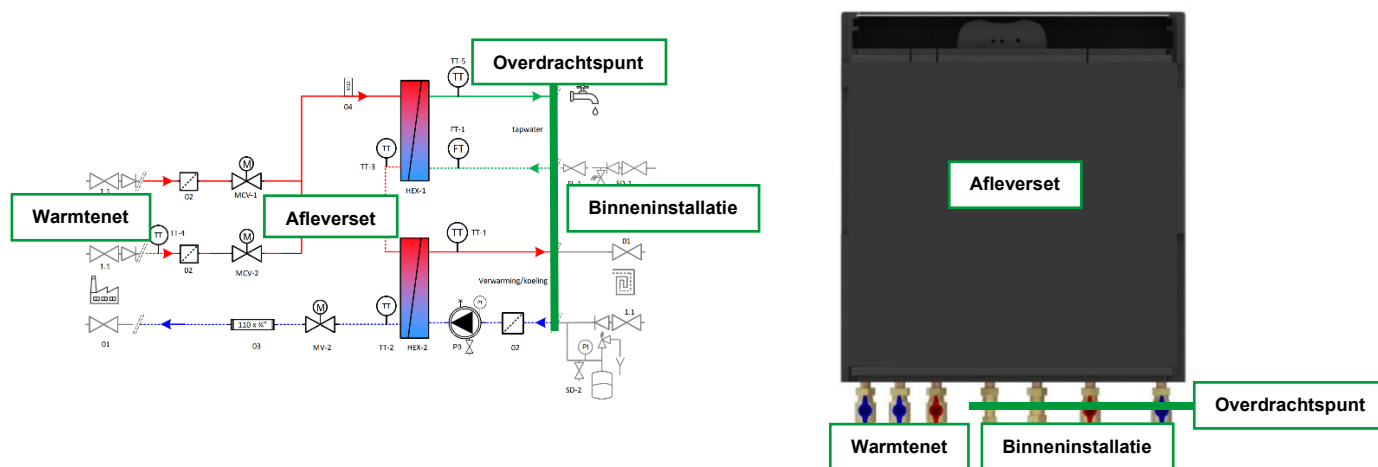 Overdrachtspunt
TT-5
TT
04
FT-1
tapwater
FT
TT
TT-3
M
1.1
02
MCV-1
HEX-1
Warmtenet
Afleverset
Binneninstallatie
TT
TT-4
M
TT
TT-1
01
1.1
02
MCV-2
Verwarming/koeling
110 x ¾"
M
TT
1.1
01
03
MV-2
TT-2
HEX-2
P3
02
PI
SD-2
Afleverset
Overdrachtspunt
Warmtenet
Binneninstallatie